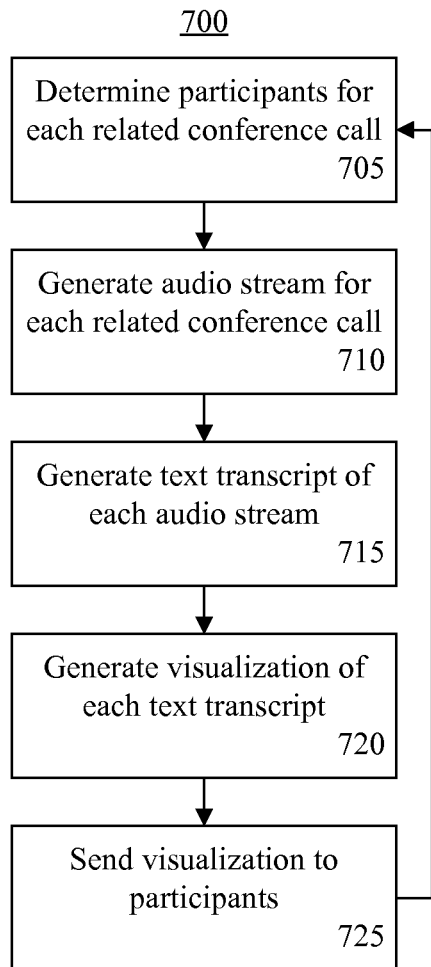 700
Determine participants for
each related conference call
705
Generate audio stream for
each related conference call
710
Generate text transcript of
each audio stream
715
Generate visualization of
each text transcript
720
Send visualization to
participants
725